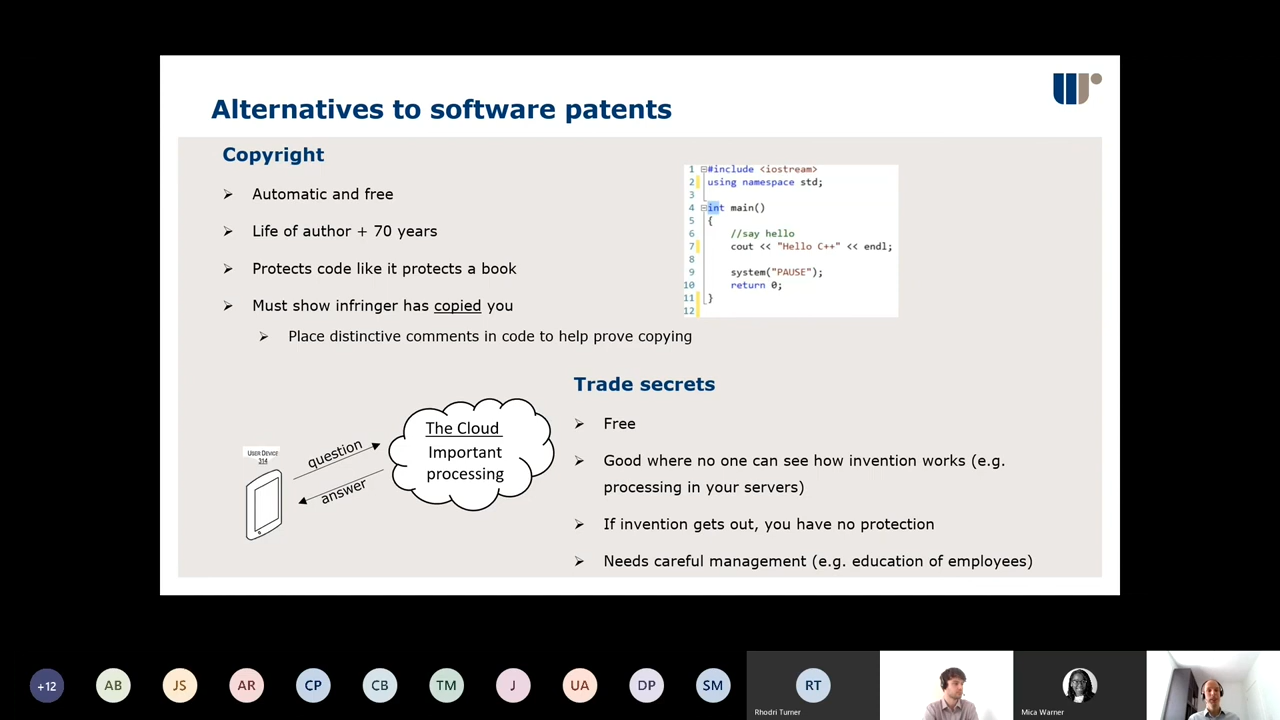 Alternatives to software patents
Copyright
Automatic and free
Life of author + 70 years
Protects code like it protects a book
Must show infringer has copied you
Place distinctive comments in code to help prove copying
1 #include <iostream>
2 using namespace std;
3
4 int main()
5 {
6 //say hello
7 cout << "Hello C++" << endl;
8
9 system("PAUSE");
10 return 0;
11 }
12
USER DEVICE
314
question
answer
The Cloud
Important
processing
Trade secrets
Free
Good where no one can see how invention works (e.g.
processing in your servers)
If invention gets out, you have no protection
Needs careful management (e.g. education of employees)
+12
AB
JS
AR
CP
CB
TM
J
UA
DP
SM
RT
Rhodri Turner
Mica Warner